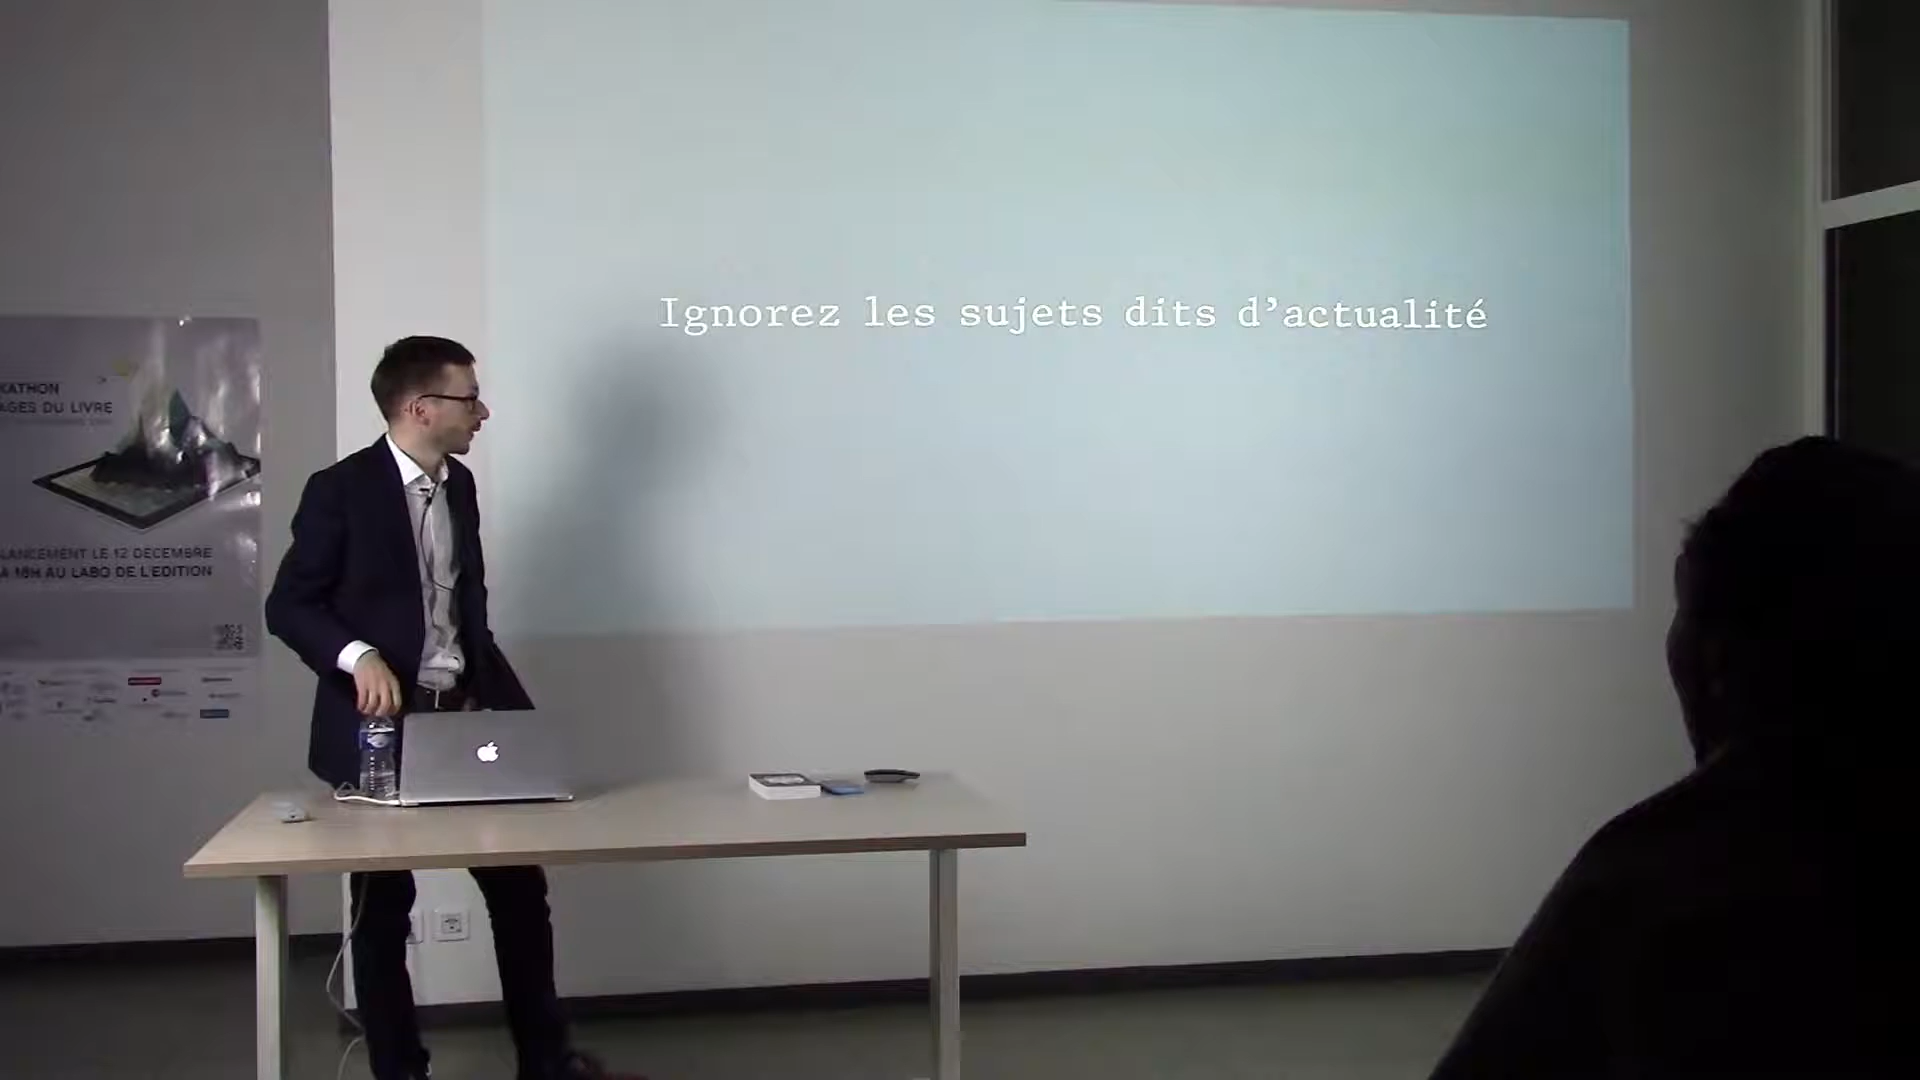 Ignorez les sujets dits d’actualité
KATHON
AGES DU LIVRE
LANCEMENT LE 12 DECEMBRE
A 18H AU LABO DE L'EDITION